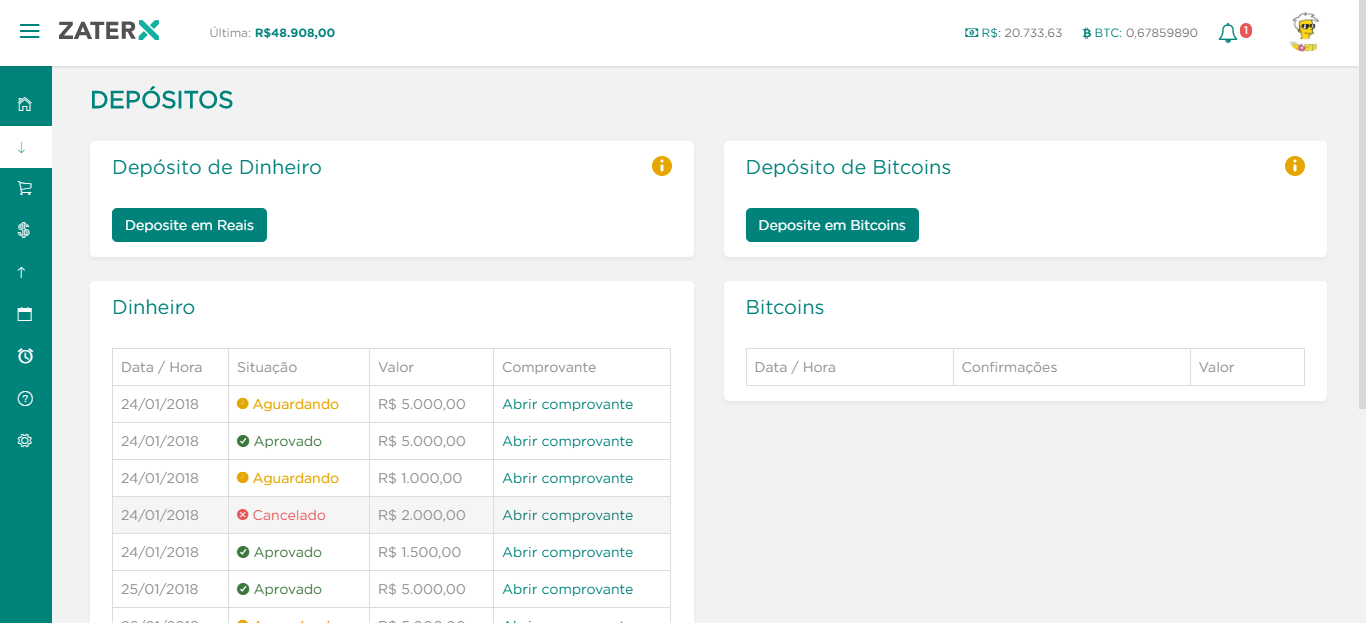 ZATERX
Última: R$48.908,00
R$: 20.733,63
BTC: 0,67859890
1
DEPÓSITOS
Depósito de Dinheiro
Deposite em Reais
Depósito de Bitcoins
Deposite em Bitcoins
Dinheiro
Data / Hora Situação Valor Comprovante
24/01/2018 Aguardando R$ 5.000,00 Abrir comprovante
24/01/2018 Aprovado R$ 5.000,00 Abrir comprovante
24/01/2018 Aguardando R$ 1.000,00 Abrir comprovante
24/01/2018 Cancelado R$ 2.000,00 Abrir comprovante
24/01/2018 Aprovado R$ 1.500,00 Abrir comprovante
25/01/2018 Aprovado R$ 5.000,00 Abrir comprovante
Bitcoins
Data / Hora Confirmações Valor